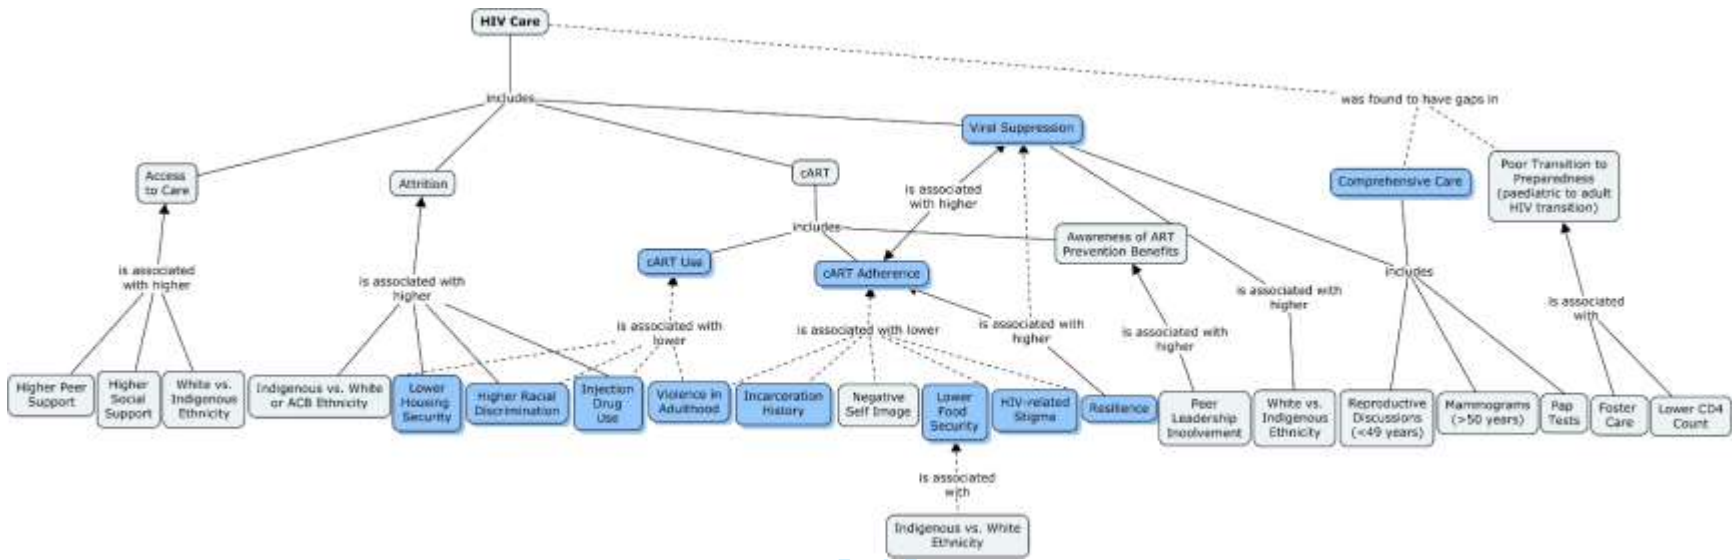 HIV Care
includes
was found to have gaps in
Viral Suppression
Access
to Care
Attrition
cART
is associated
with higher
Comprehensive Care
Poor Transition to
Preparedness
(paediatric to adult
HIV transition)
includes
Awareness of ART
Prevention Benefits
cART Use
cART Adherence
is associated
with higher
is associated with
higher
includes
is associated with
higher
is associated
with
is associated with
lower
is associated with lower
is associated with
higher
is associated with
higher
Higher Peer
Support
Higher
Social
Support
White vs.
Indigenous
Ethnicity
Indigenous vs. White
or ACB Ethnicity
Lower
Housing
Security
Higher Racial
Discrimination
Injection
Drug
Use
Violence in
Adulthood
Incarceration
History
Negative
Self Image
Lower
Food
Security
HIV-related
Stigma
Resilience
Peer
Leadership
Inoolvement
White vs.
Indigenous
Ethnicity
Reproductive
Discussions
(<49 years)
Mammograms
(>50 years)
Pap
Tests
Foster
Care
Lower CD4
Count
is associated
with
Indigenous vs. White
Ethnicity